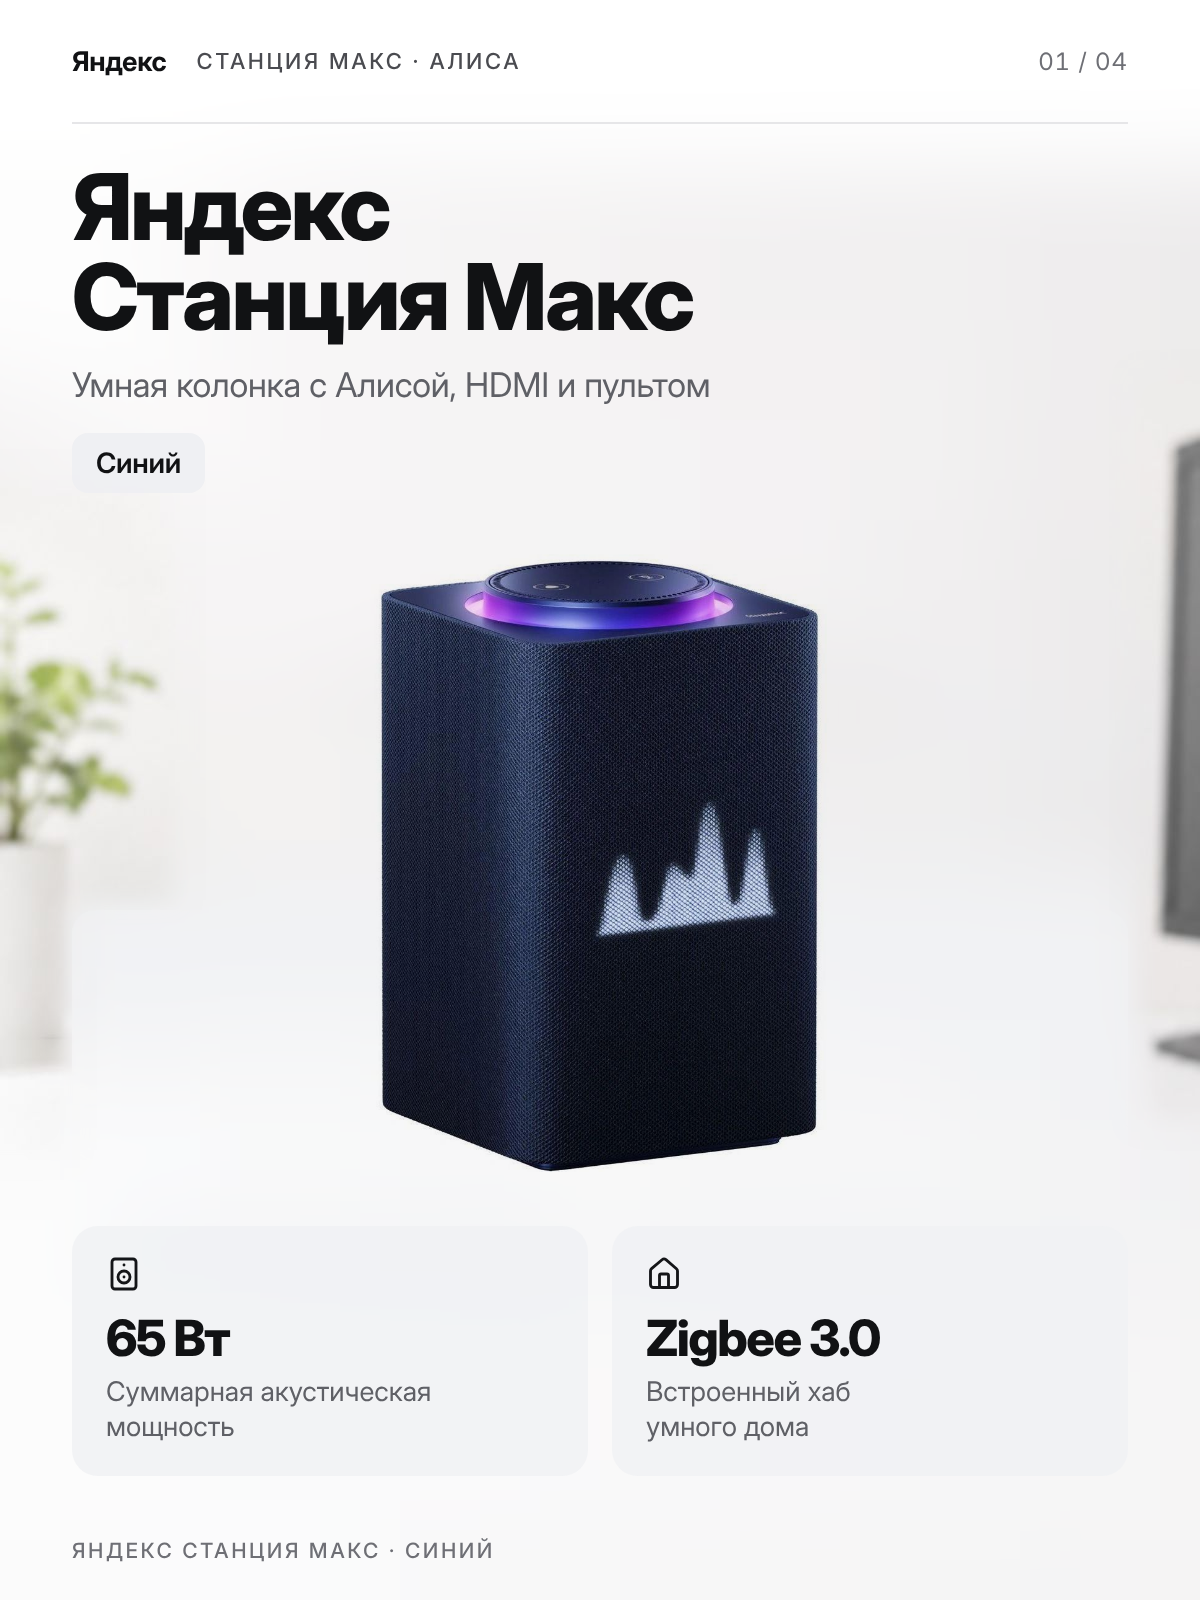 Яндекс СТАНЦИЯ МАКС · АЛИСА 01 / 04
Яндекс
Станция Макс
Умная колонка с Алисой, HDMI и пультом
Синий
65 Вт
Суммарная акустическая
мощность
Zigbee 3.0
Встроенный хаб
умного дома
ЯНДЕКС СТАНЦИЯ МАКС · СИНИЙ